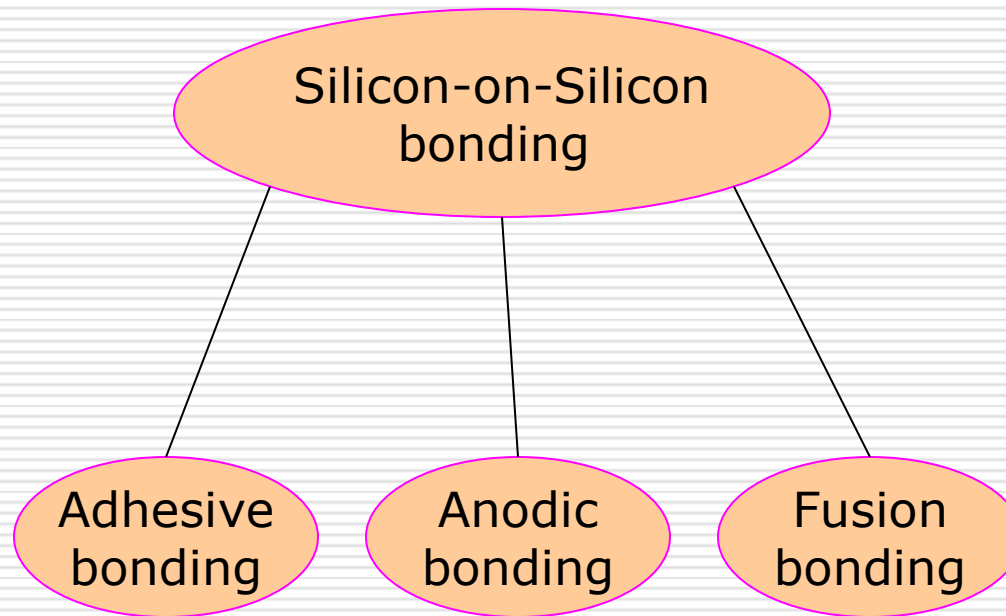 Silicon-on-Silicon
bonding
Adhesive
bonding
Anodic
bonding
Fusion
bonding